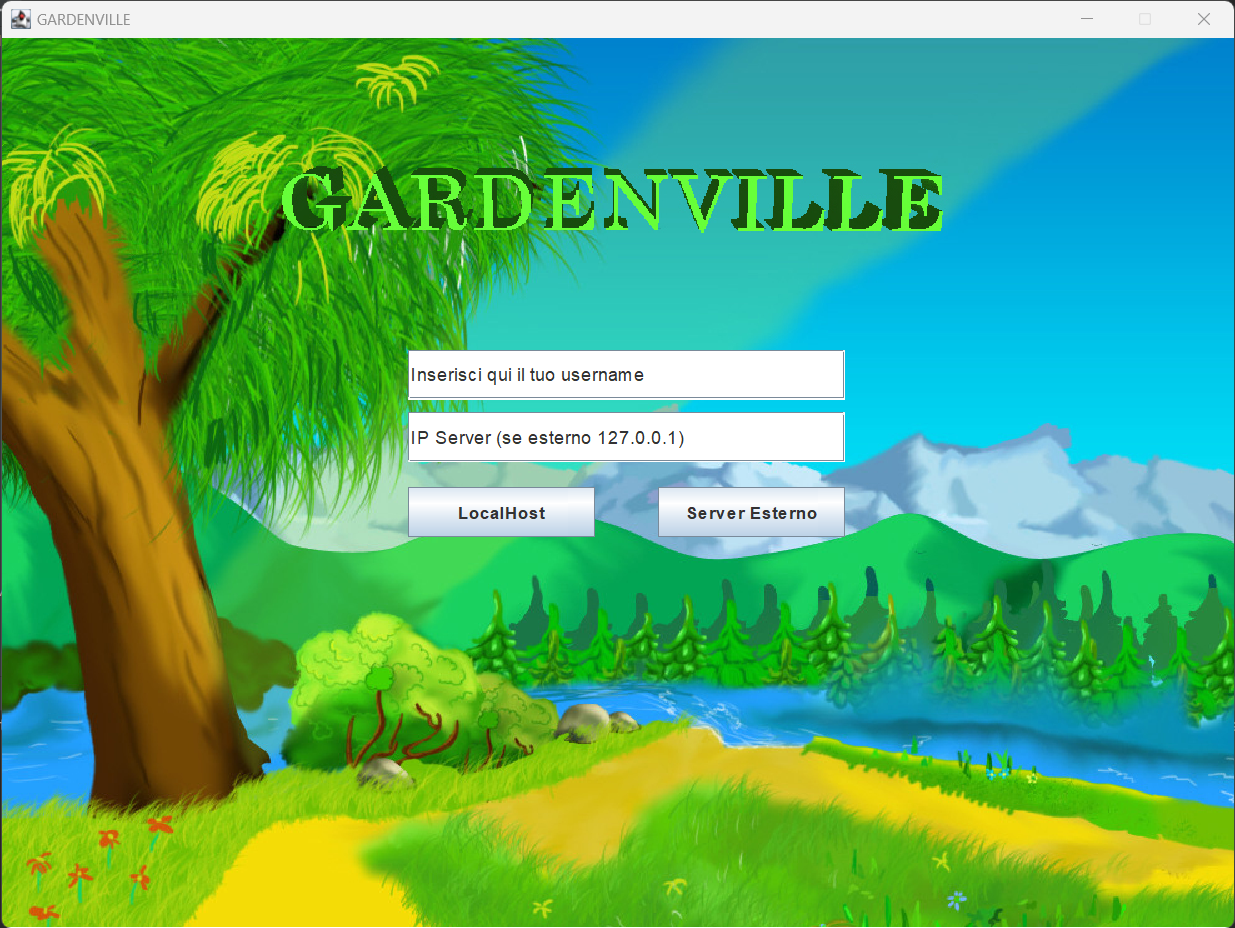 GARDENVILLE
GARDENVILLE
Inserisci qui il tuo username
IP Server (se esterno 127.0.0.1)
LocalHost
Server Esterno